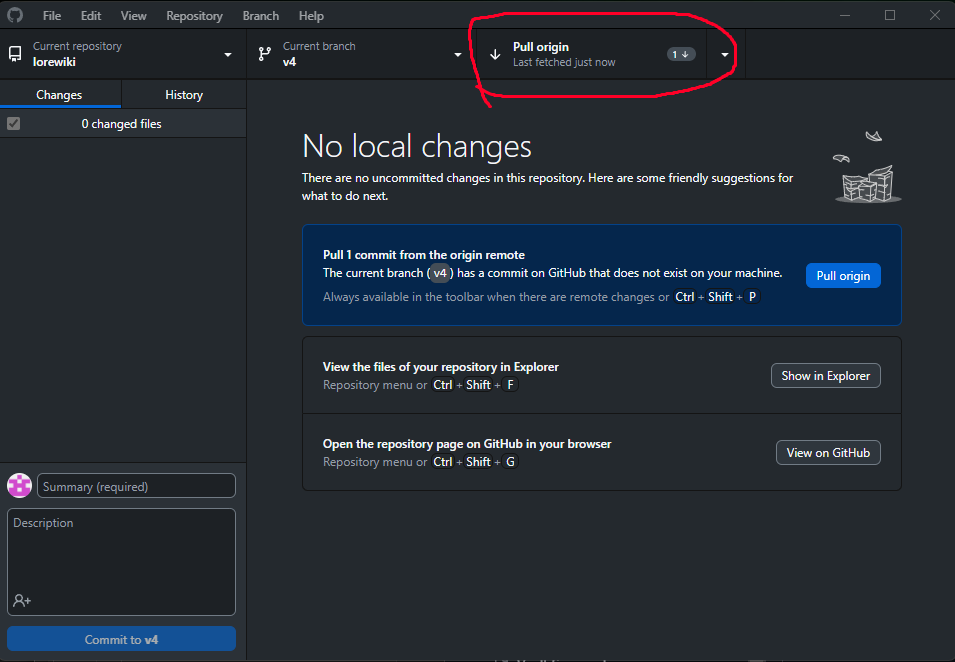 File Edit View Repository Branch Help
Current repository
lorewiki
Current branch
v4
Pull origin
Last fetched just now
1
Changes
History
0 changed files
No local changes
There are no uncommitted changes in this repository. Here are some friendly suggestions for
what to do next.
Pull 1 commit from the origin remote
The current branch (v4) has a commit on GitHub that does not exist on your machine.
Always available in the toolbar when there are remote changes or Ctrl + Shift + P
Pull origin
View the files of your repository in Explorer
Repository menu or Ctrl + Shift + F
Show in Explorer
Open the repository page on GitHub in your browser
Repository menu or Ctrl + Shift + G
View on GitHub
Summary (required)
Description
Commit to v4